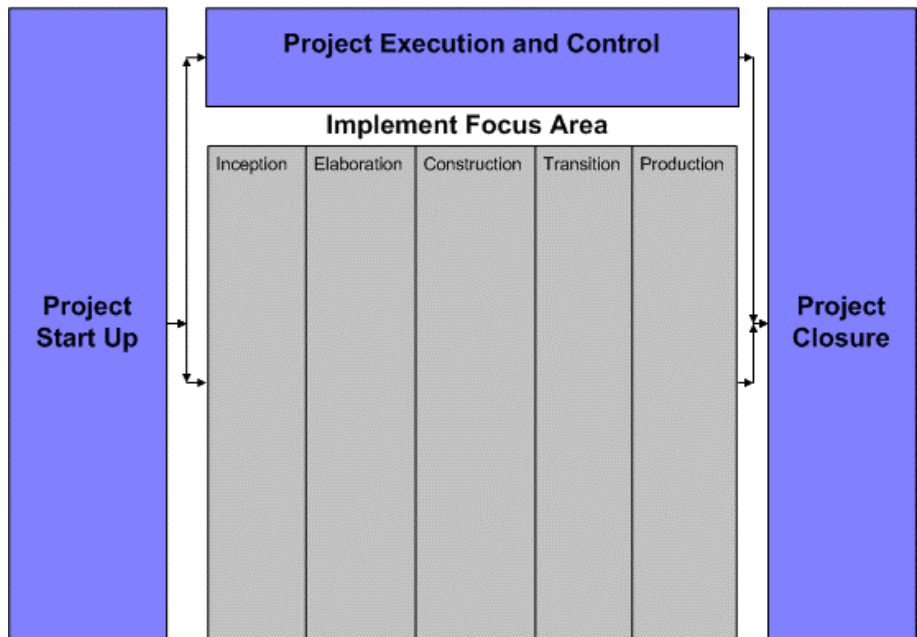 Project Execution and Control
Implement Focus Area
Inception
Elaboration
Construction
Transition
Production
Project
Start Up
Project
Closure